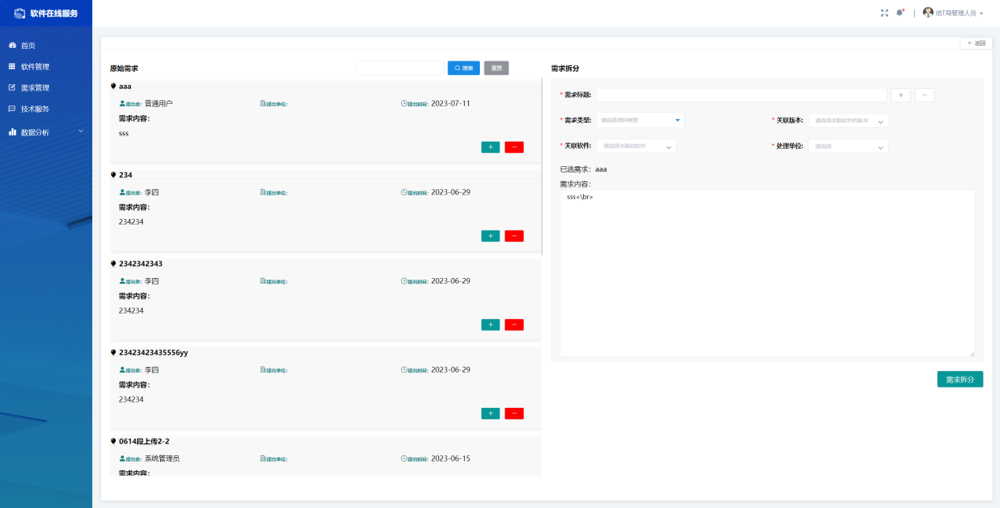 软件在线服务
信T局管理人员
首页
软件管理
需求管理
技术服务
数据分析
← 返回
原始需求
搜索
重置
aaa
提出者: 普通用户 提出单位: 提出时间: 2023-07-11
需求内容:
sss
+ −
234
提出者: 李四 提出单位: 提出时间: 2023-06-29
需求内容:
234234
+ −
2342342343
提出者: 李四 提出单位: 提出时间: 2023-06-29
需求内容:
234234
+ −
23423423435556yy
提出者: 李四 提出单位: 提出时间: 2023-06-29
需求内容:
234234
+ −
0614段上传2-2
提出者: 系统管理员 提出单位: 提出时间: 2023-06-15
需求内容:
需求拆分
* 需求标题: + −
* 需求类型: 请选择资料类型 * 关联版本: 请选择关联软件的版本
* 关联软件: 请选择关联的软件 * 处理单位: 请选择
已选需求: aaa
需求内容:
sss<\br>
需求拆分